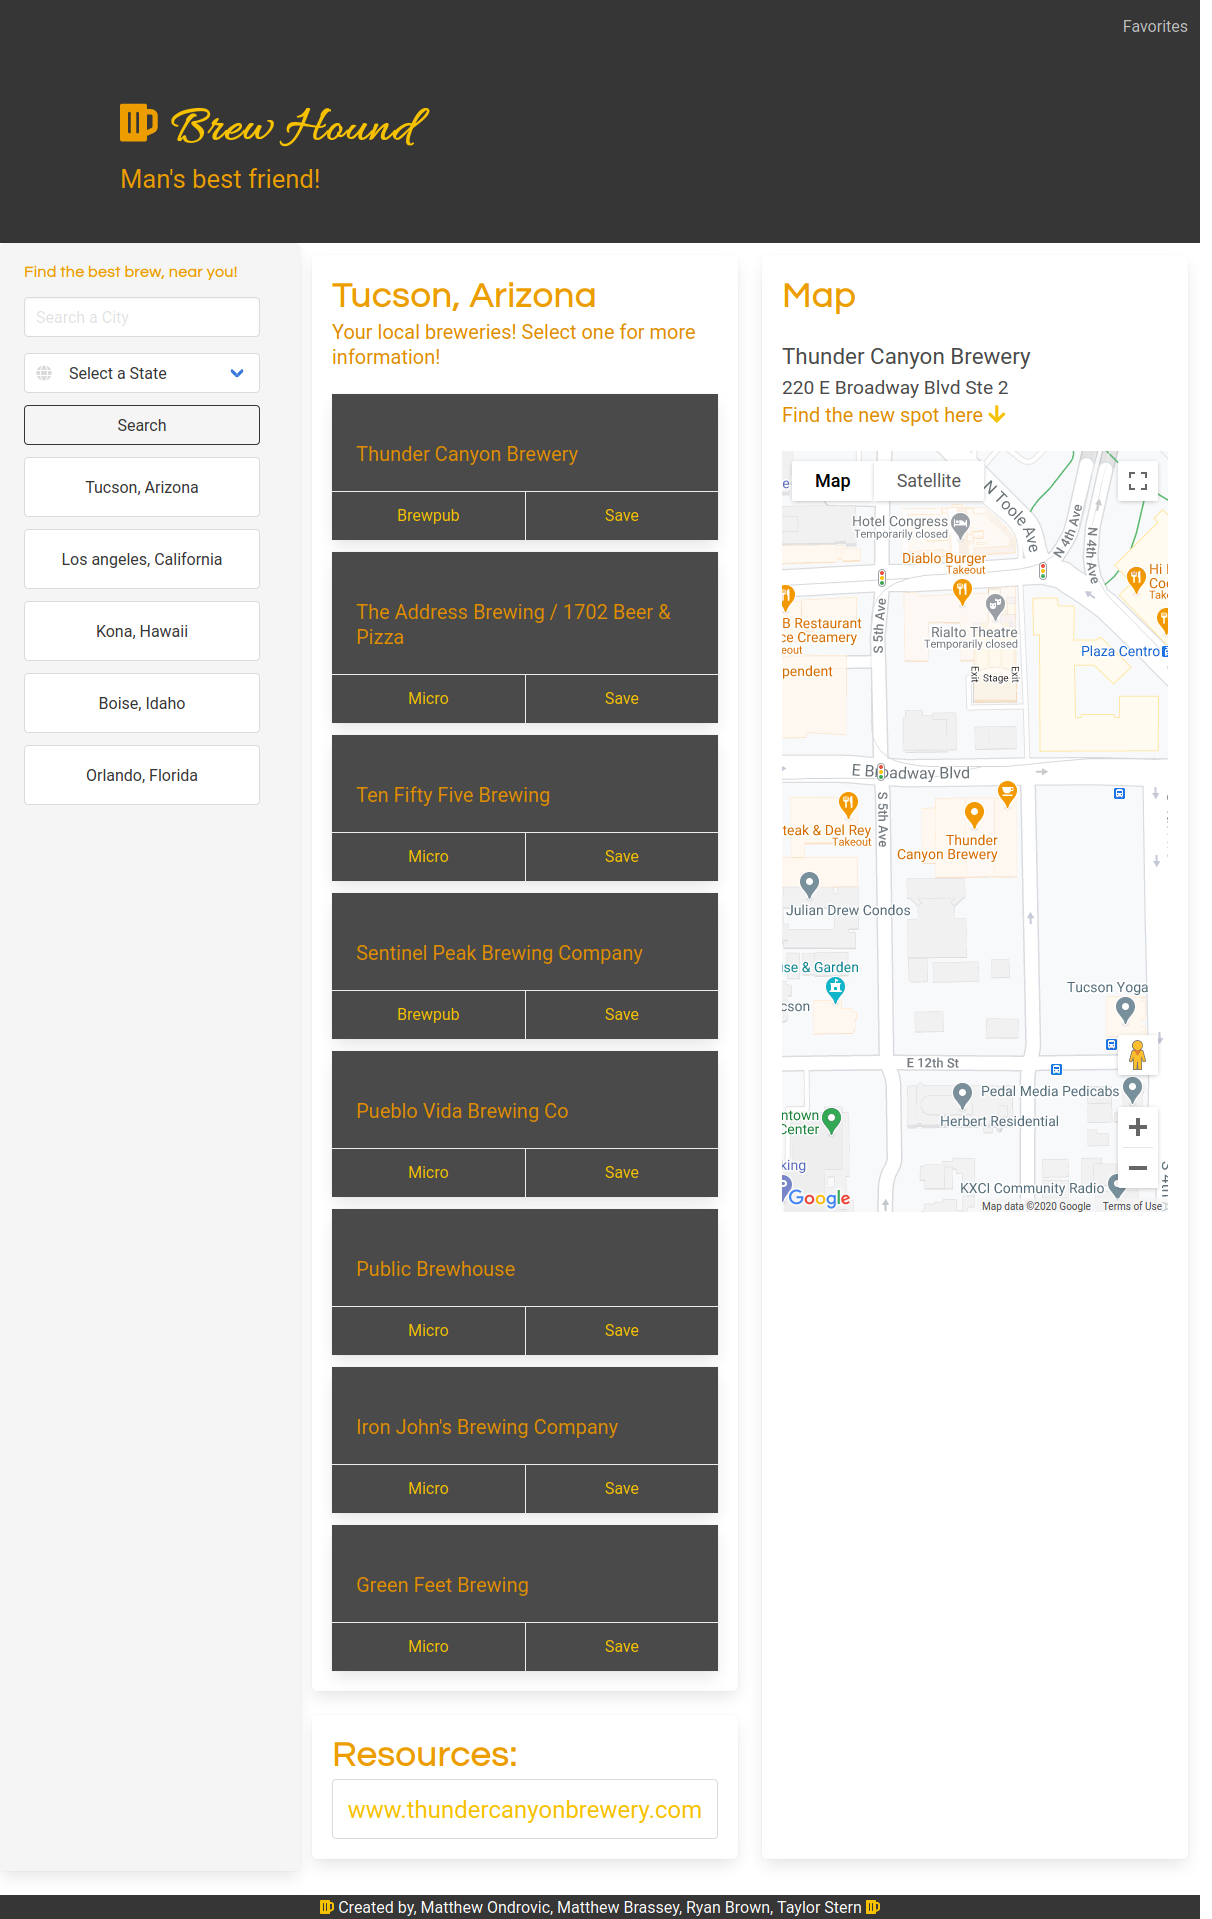 Favorites
Brew Hound
Man's best friend!
Find the best brew, near you!
Search a City
Select a State
Search
Tucson, Arizona
Los angeles, California
Kona, Hawaii
Boise, Idaho
Orlando, Florida
Tucson, Arizona
Your local breweries! Select one for more
information!
Thunder Canyon Brewery
Brewpub
Save
The Address Brewing / 1702 Beer &
Pizza
Micro
Save
Ten Fifty Five Brewing
Micro
Save
Sentinel Peak Brewing Company
Brewpub
Save
Pueblo Vida Brewing Co
Micro
Save
Public Brewhouse
Micro
Save
Iron John's Brewing Company
Micro
Save
Green Feet Brewing
Micro
Save
Resources:
www.thundercanyonbrewery.com
Map
Thunder Canyon Brewery
220 E Broadway Blvd Ste 2
Find the new spot here
Map
Satellite
N Toole Ave
N 4th Ave
N 4th Ave
Hotel Congress
Temporarily closed
Diablo Burger
Takeout
Hi
Co
Tak
S 5th Ave
B Restaurant
ce Creamery
eout
Rialto Theatre
Temporarily closed
Plaza Centro
pendent
Exit
Stage
Exit
E Broadway Blvd
S 5th Ave
teak & Del Rey
Takeout
Thunder
Canyon Brewery
Julian Drew Condos
use & Garden
cson
Tucson Yoga
E 12th St
Pedal Media Pedicabs
ntown
Center
Herbert Residential
king
KXCI Community Radio
S 4th
Google
Map data ©2020 Google
Terms of Use
Created by, Matthew Ondrovic, Matthew Brassey, Ryan Brown, Taylor Stern